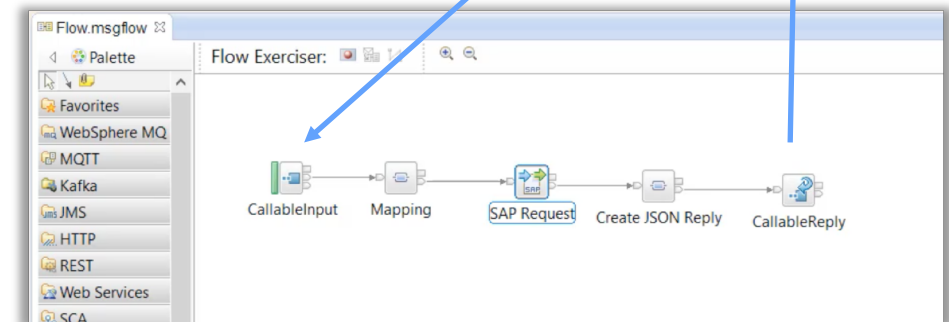 Flow.msgflow
Palette
Flow Exerciser:
Favorites
WebSphere MQ
MQTT
Kafka
JMS
HTTP
REST
Web Services
SCA
SAP
CallableInput
Mapping
SAP Request
Create JSON Reply
CallableReply